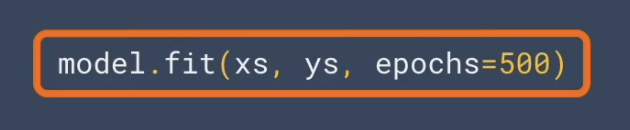 model.fit(xs, ys, epochs=500)